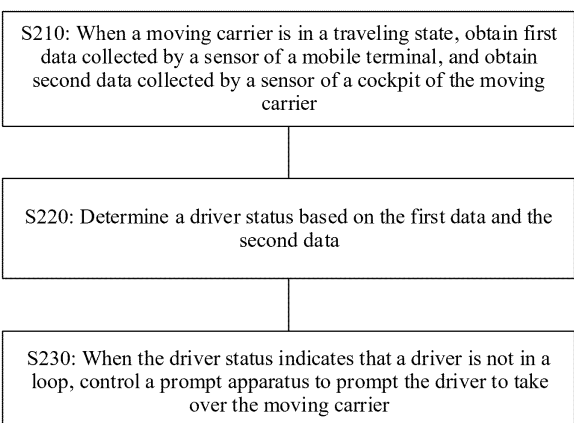 S210: When a moving carrier is in a traveling state, obtain first
data collected by a sensor of a mobile terminal, and obtain
second data collected by a sensor of a cockpit of the moving
carrier
S220: Determine a driver status based on the first data and the
second data
S230: When the driver status indicates that a driver is not in a
loop, control a prompt apparatus to prompt the driver to take
over the moving carrier